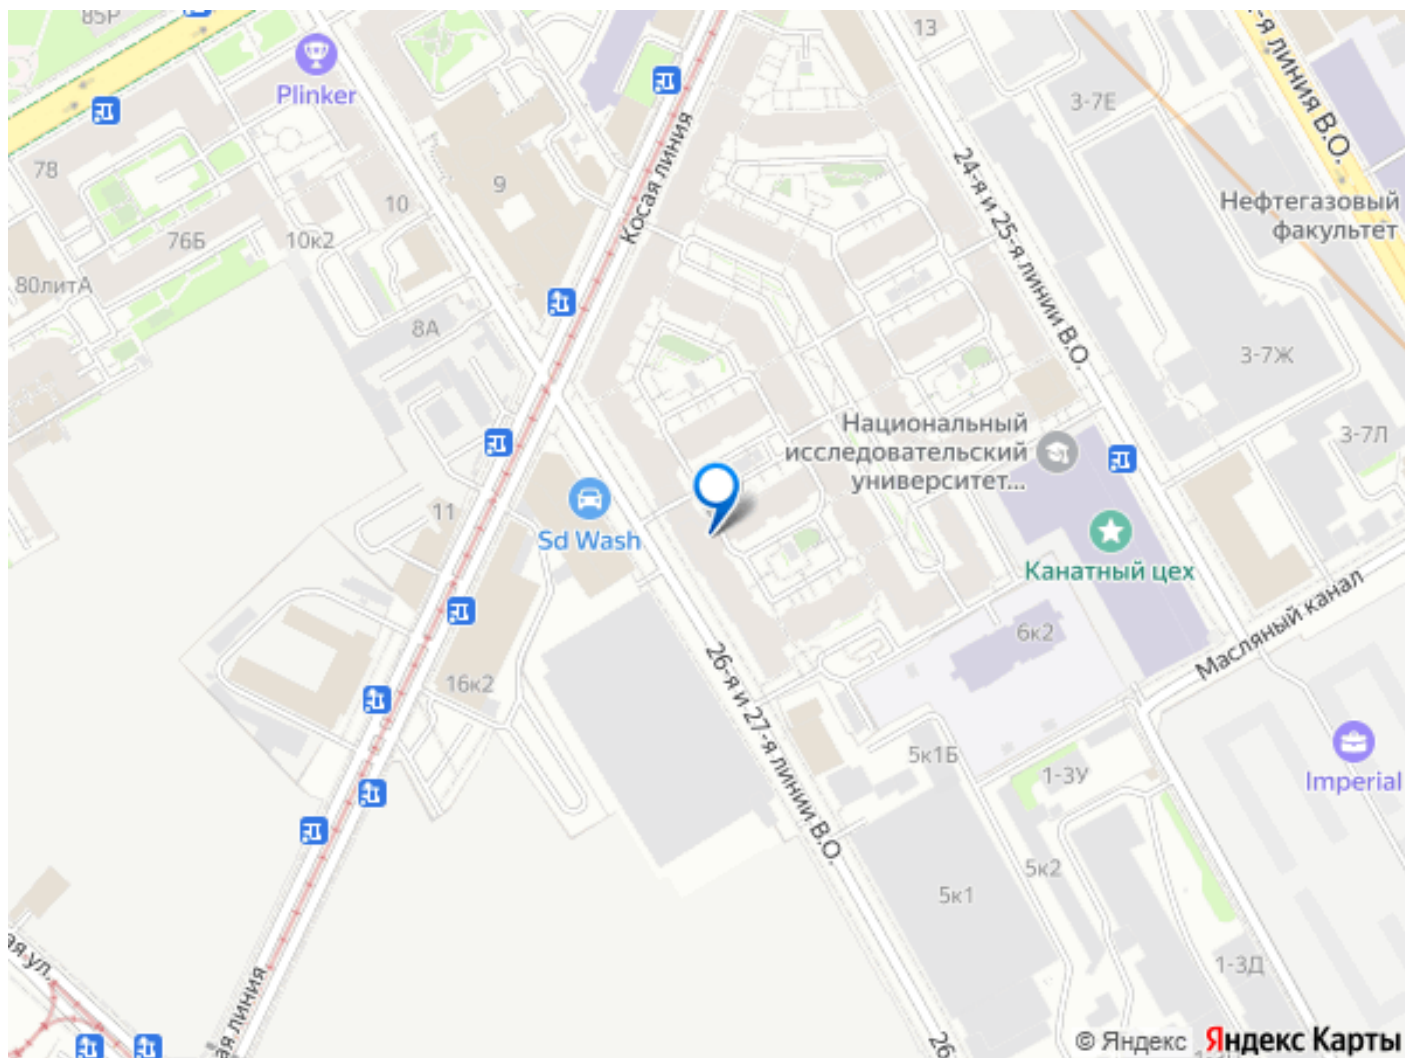 85Р
Plinker
13
3-7Е
-я линия В.О.
78
9
10
Косая линия
24-я и 25-я линии В.О.
Нефтегазовый
факультет
76Б
10к2
80литА
8А
3-7Ж
Национальный
исследовательский
университет...
3-7Л
11
Sd Wash
Канатный цех
Масляный канал
6к2
16к2
26-я и 27-я линии В.О.
5к1Б
1-3У
Imperial
5к2
5к1
1-3Д
ая ул.
ая линия
26
© Яндекс
Яндекс Карты